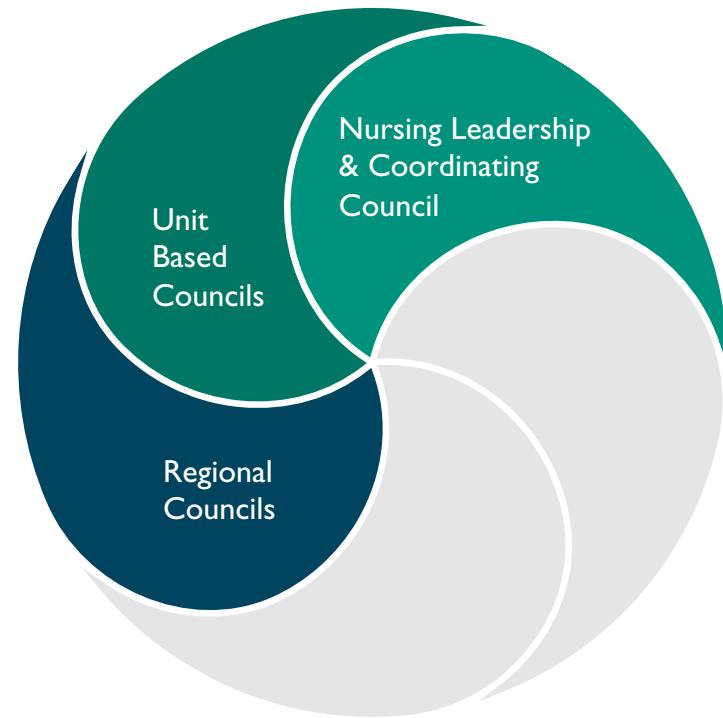 Nursing Leadership
& Coordinating
Council
Unit
Based
Councils
Regional
Councils